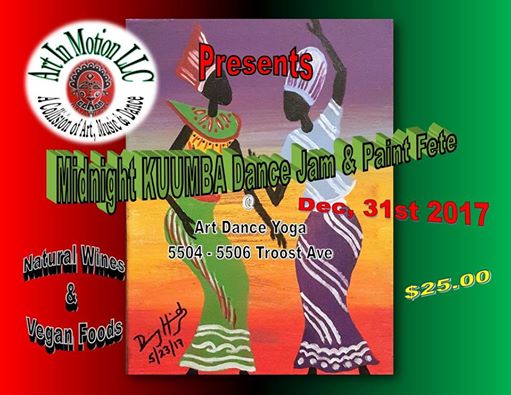 Art In Motion LLC
A Collision of Art, Music & Dance
Presents
Midnight KUUMBA Dance Jam & Paint Fete
@
Dec, 31st 2017
Art Dance Yoga
5504 - 5506 Troost Ave
Natural Wines
&
Vegan Foods
$25.00
5/23/17